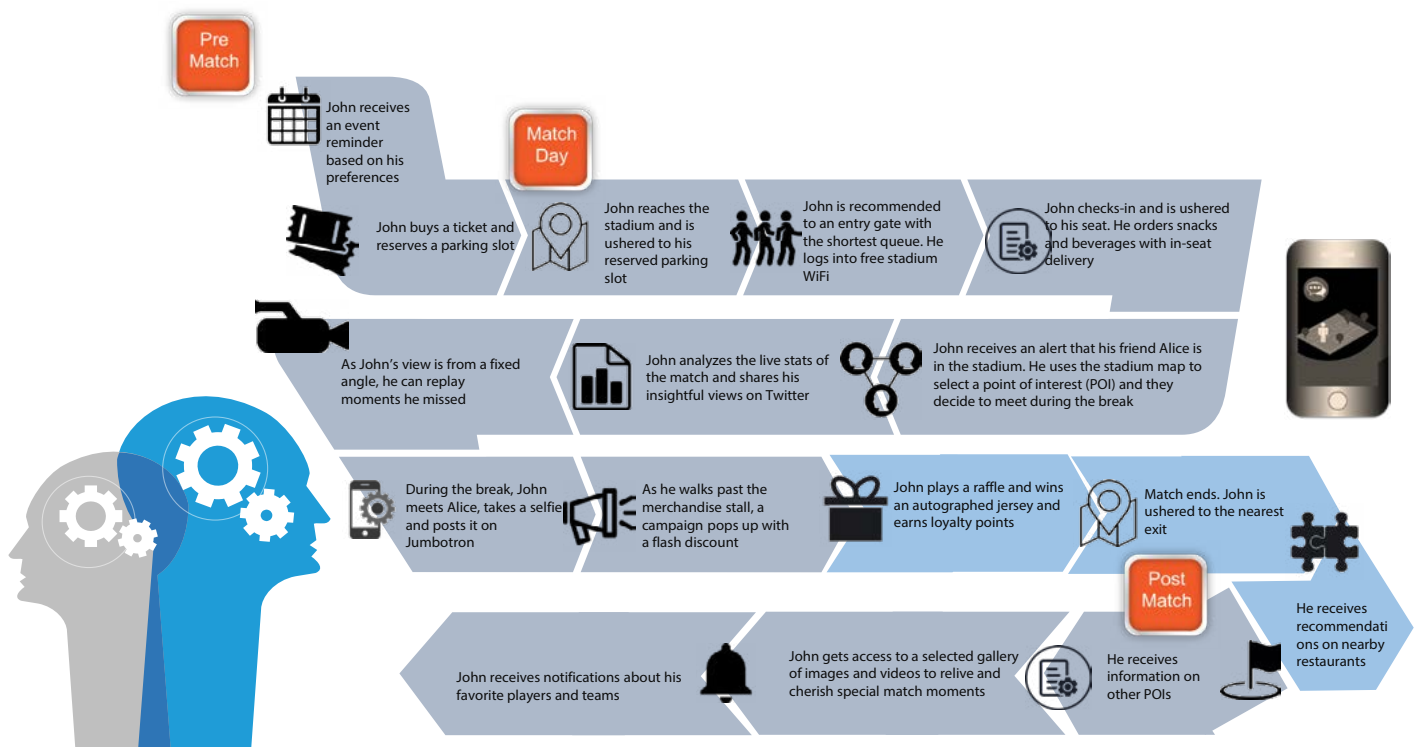 Pre
Match
John receives
an event
reminder
based on his
preferences
John buys a ticket and
reserves a parking slot
Match
Day
John reaches the
stadium and is
ushered to his
reserved parking
slot
John is recommended
to an entry gate with
the shortest queue. He
logs into free stadium
WiFi
John checks-in and is ushered
to his seat. He orders snacks
and beverages with in-seat
delivery
John receives an alert that his friend Alice is
in the stadium. He uses the stadium map to
select a point of interest (POI) and they
decide to meet during the break
John analyzes the live stats of
the match and shares his
insightful views on Twitter
As John’s view is from a fixed
angle, he can replay
moments he missed
During the break, John
meets Alice, takes a selfie
and posts it on
Jumbotron
As he walks past the
merchandise stall, a
campaign pops up with
a flash discount
John plays a raffle and wins
an autographed jersey and
earns loyalty points
Match ends. John is
ushered to the nearest
exit
He receives
recommendati
ons on nearby
restaurants
Post
Match
He receives
information on
other POIs
John gets access to a selected gallery
of images and videos to relive and
cherish special match moments
John receives notifications about his
favorite players and teams